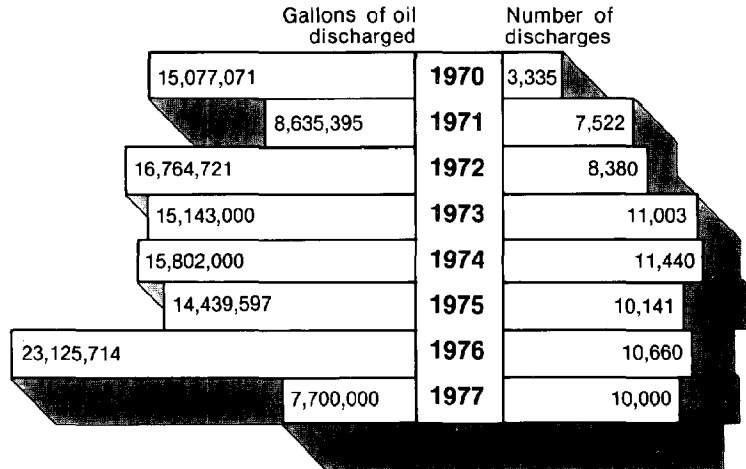 Gallons of oil discharged
Number of discharges
15,077,071 1970 3,335
8,635,395 1971 7,522
16,764,721 1972 8,380
15,143,000 1973 11,003
15,802,000 1974 11,440
14,439,597 1975 10,141
23,125,714 1976 10,660
7,700,000 1977 10,000